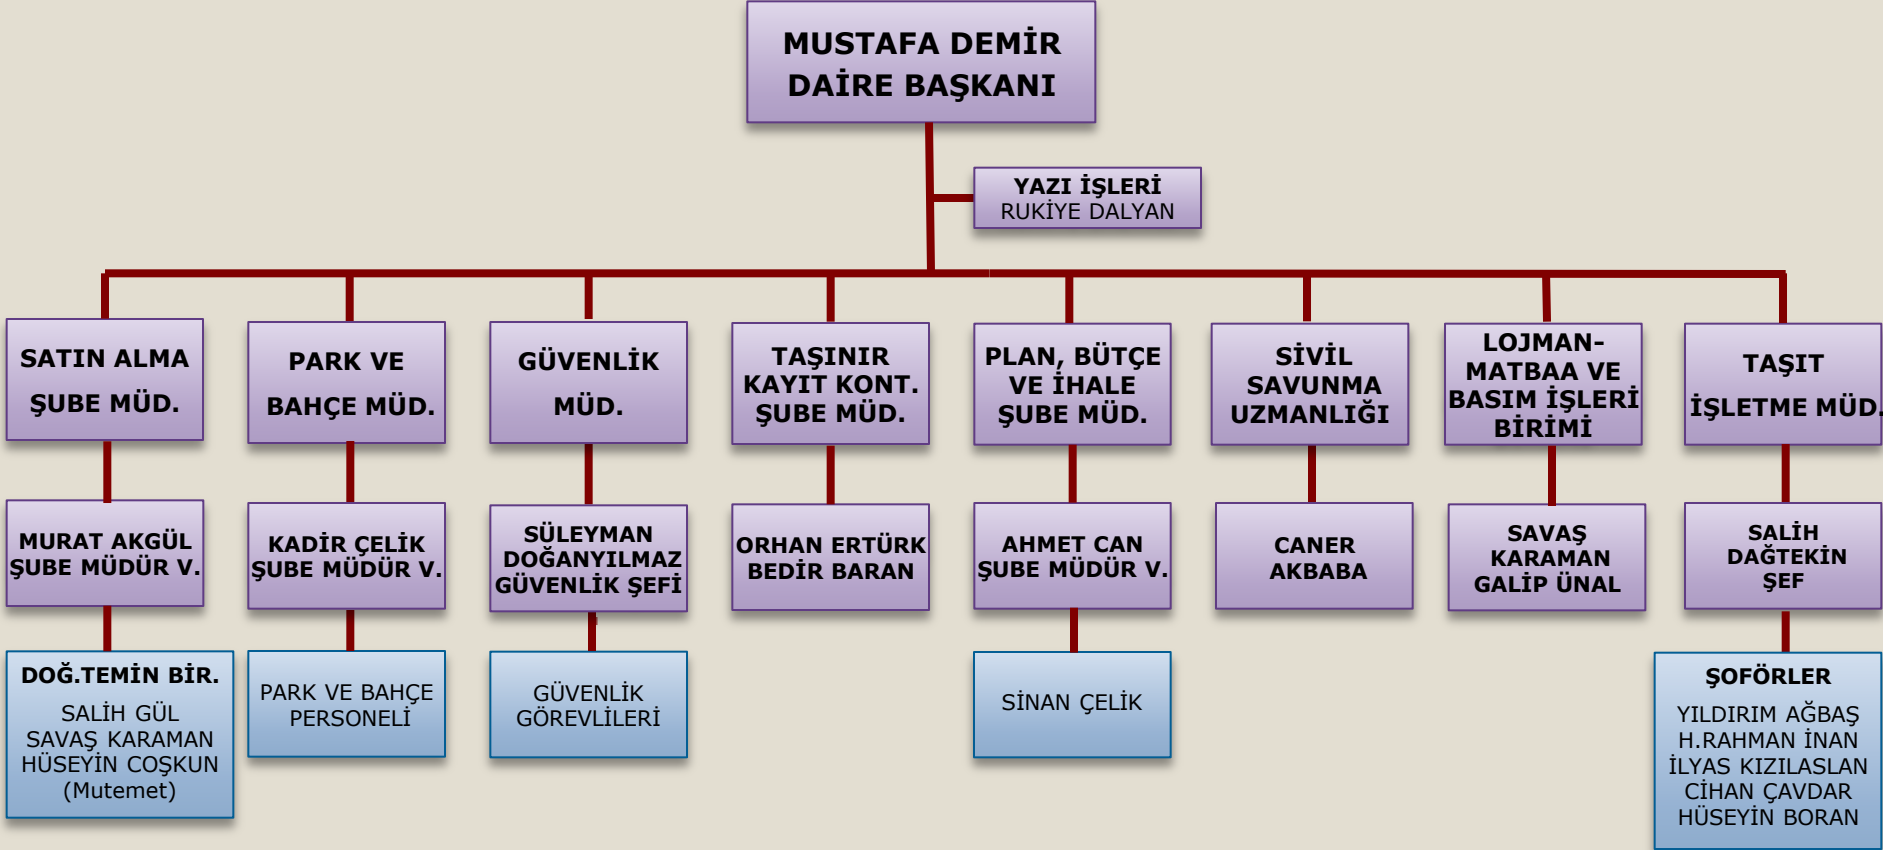 MUSTAFA DEMİR
DAİRE BAŞKANI
YAZI İŞLERİ
RUKİYE DALYAN
SATIN ALMA
ŞUBE MÜD.
PARK VE
BAHÇE MÜD.
GÜVENLİK
MÜD.
TAŞINIR
KAYIT KONT.
ŞUBE MÜD.
PLAN, BÜTÇE
VE İHALE
ŞUBE MÜD.
SİVİL
SAVUNMA
UZMANLIĞI
LOJMAN-
MATBAA VE
BASIM İŞLERİ
BİRİMİ
TAŞIT
İŞLETME MÜD.
MURAT AKGÜL
ŞUBE MÜDÜR V.
KADİR ÇELİK
ŞUBE MÜDÜR V.
SÜLEYMAN
DOĞANYILMAZ
GÜVENLİK ŞEFİ
ORHAN ERTÜRK
BEDİR BARAN
AHMET CAN
ŞUBE MÜDÜR V.
CANER
AKBABA
SAVAŞ
KARAMAN
GALİP ÜNAL
SALİH
DAĞTEKİN
ŞEF
DOĞ.TEMİN BİR.
SALİH GÜL
SAVAŞ KARAMAN
HÜSEYİN COŞKUN
(Mutemet)
PARK VE BAHÇE
PERSONELİ
GÜVENLİK
GÖREVLİLERİ
SİNAN ÇELİK
ŞOFÖRLER
YILDIRIM AĞBAŞ
H.RAHMAN İNAN
İLYAS KIZILASLAN
CİHAN ÇAVDAR
HÜSEYİN BORAN